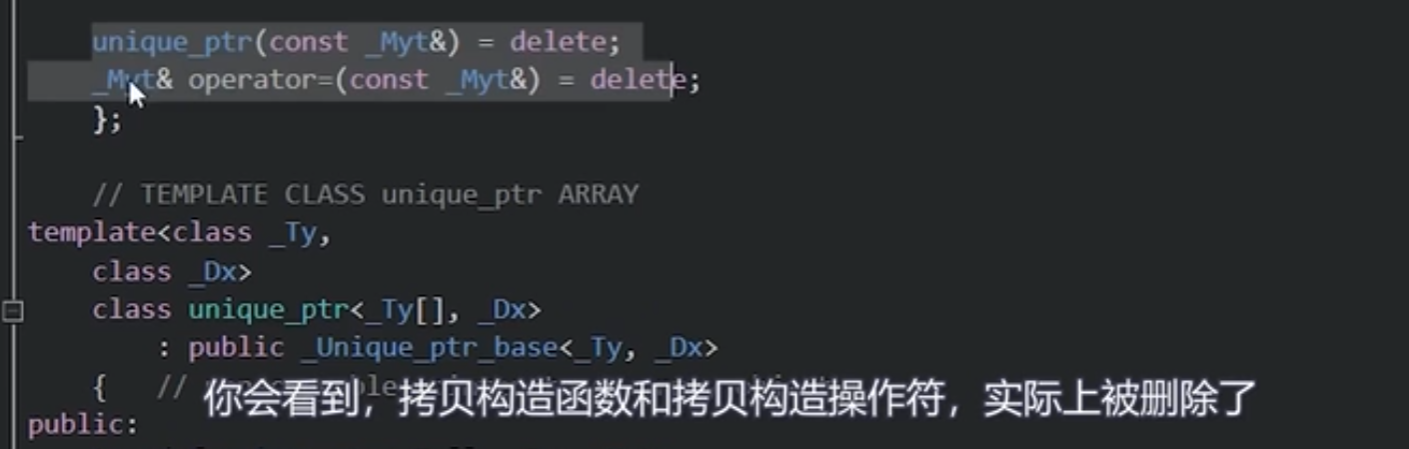 unique_ptr(const _Myt&) = delete;
_Myt& operator=(const _Myt&) = delete;
};
// TEMPLATE CLASS unique_ptr ARRAY
template<class _Ty,
class _Dx>
class unique_ptr<_Ty[], _Dx>
: public _Unique_ptr_base<_Ty, _Dx>
{ //
你会看到，拷贝构造函数和拷贝构造操作符，实际上被删除了
public: